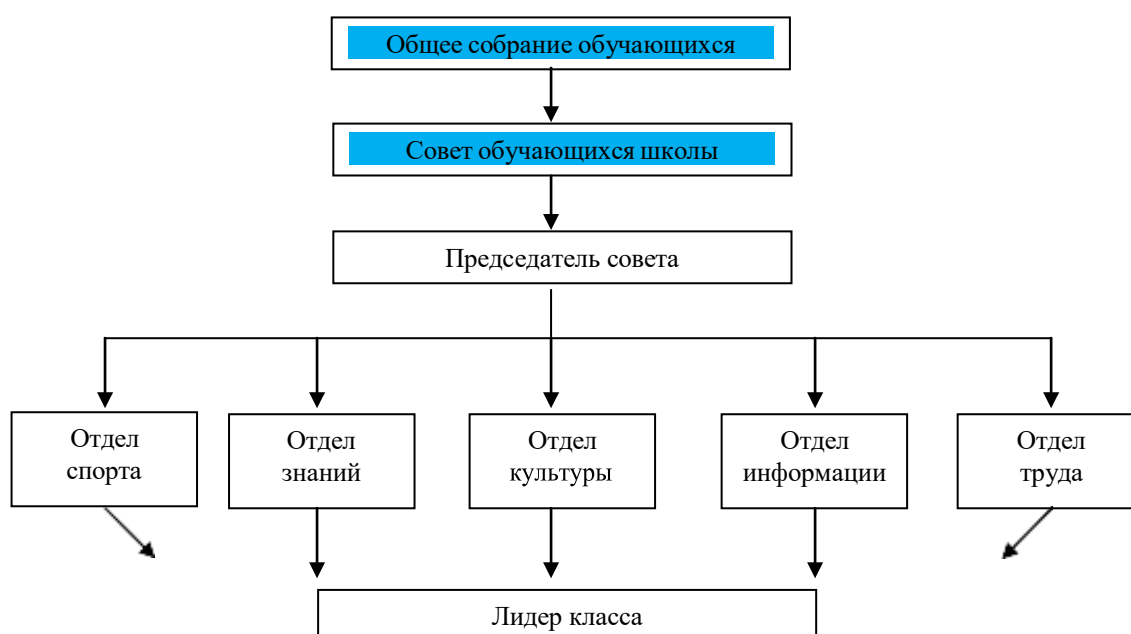 Общее собрание обучающихся
Совет обучающихся школы
Председатель совета
Отдел
спорта
Отдел
знаний
Отдел
культуры
Отдел
информации
Отдел
труда
Лидер класса